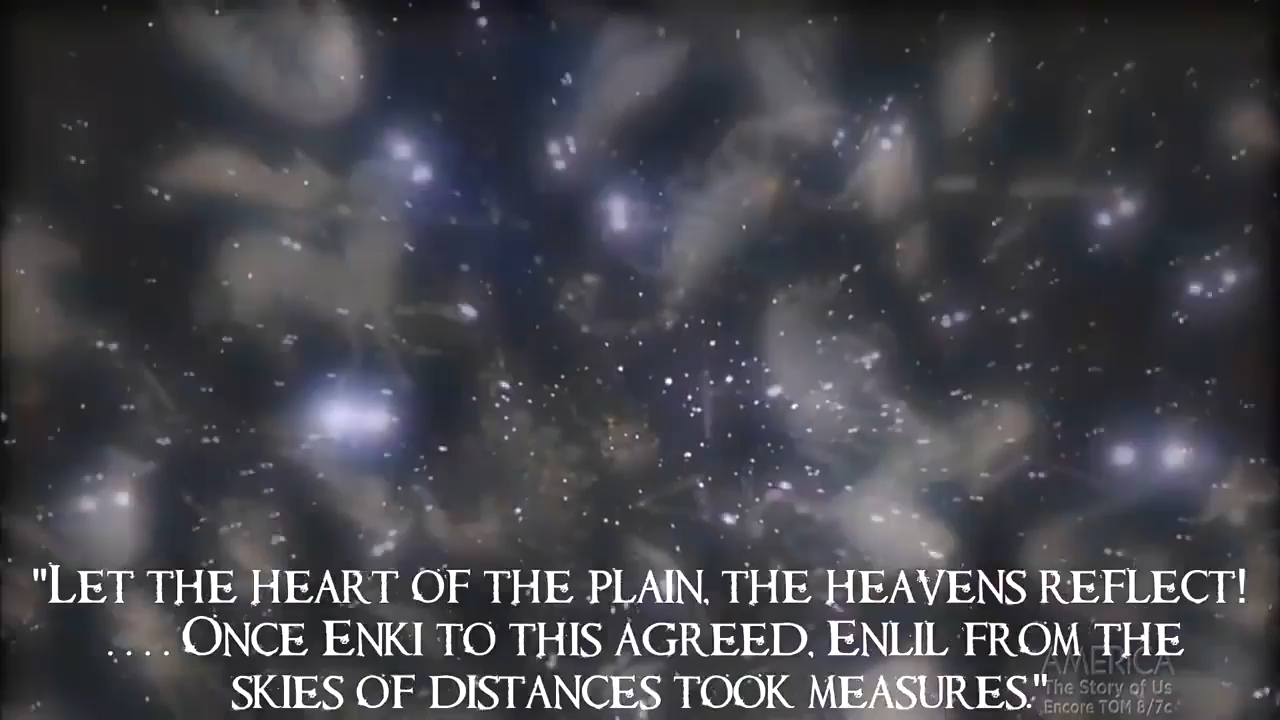 "LET THE HEART OF THE PLAIN, THE HEAVENS REFLECT!
....ONCE ENKI TO THIS AGREED, ENLIL FROM THE
SKIES OF DISTANCES TOOK MEASURES."
AMERICA
The Story of Us
Encore TOM 8/7c